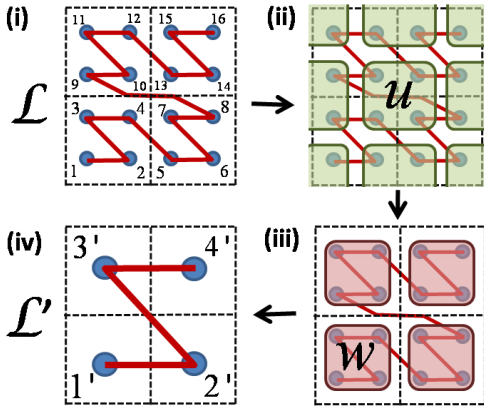 (i)
11 12 15 16
9 10 13 14
3 4 7 8
1 2 5 6
ℒ
(ii)
u
(iii)
w
(iv)
3' 4'
1' 2'
ℒ'